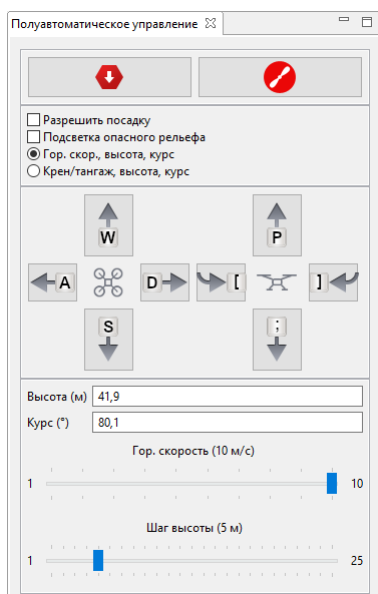 Полуавтоматическое управление
Разрешить посадку
Подсветка опасного рельефа
Гор. скор., высота, курс
Крен/тангаж, высота, курс
W P
A D [ ]
S ;
Высота (м) 41,9
Курс (°) 80,1
Гор. скорость (10 м/с)
1 10
Шаг высоты (5 м)
1 25